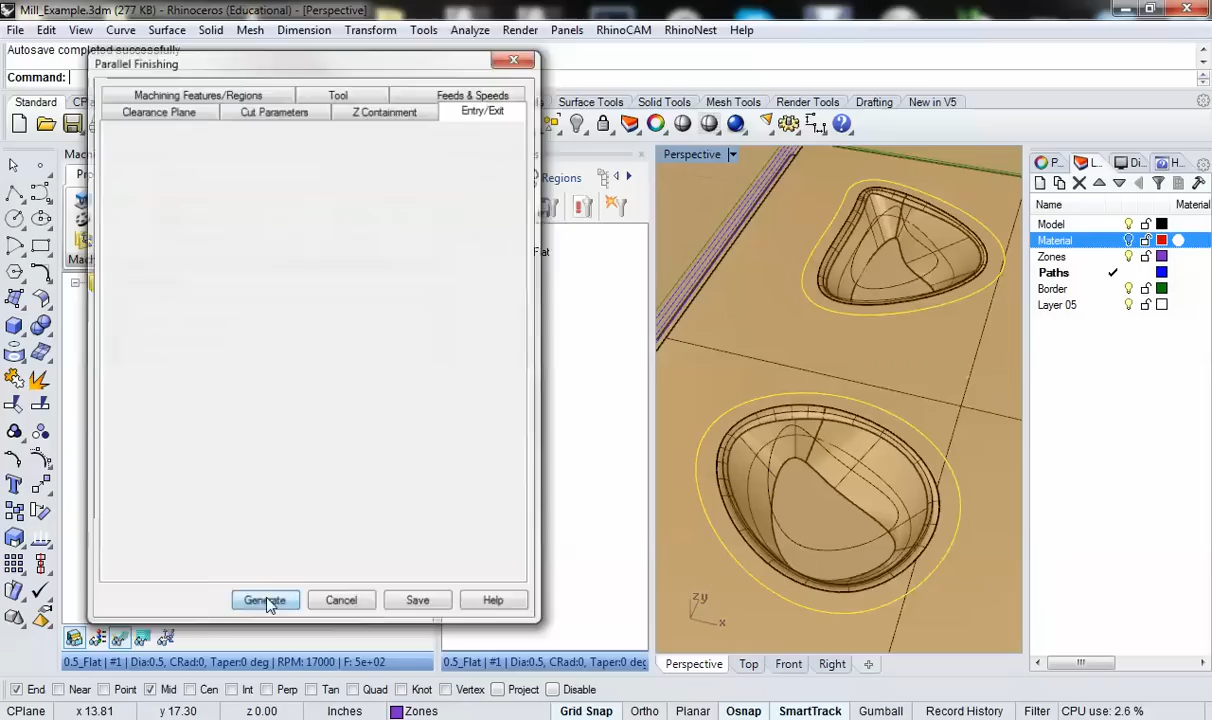 Mill_Example.3dm (277 KB) - Rhinoceros (Educational) - [Perspective]
File Edit View Curve Surface Solid Mesh Dimension Transform Tools Analyze Render Panels RhinoCAM RhinoNest Help
Autosave completed successfully
Command:
Parallel Finishing
Machining Features/Regions Tool Feeds & Speeds
Clearance Plane Cut Parameters Z Containment Entry/Exit
Standard Surface Tools Solid Tools Mesh Tools Render Tools Drafting New in V5
Perspective
P... L... Di... H...
Regions
Name Material
Model
Material
Zones
Paths
Border
Layer 05
Generate Cancel Save Help
zy
x
0.5_Flat | #1 | Dia:0.5, CRad:0, Taper:0 deg | RPM: 17000 | F: 5e+02
0.5_Flat | #1 | Dia:0.5, CRad:0, Taper:0 deg
Perspective Top Front Right
End Near Point Mid Cen Int Perp Tan Quad Knot Vertex Project Disable
CPlane x 13.81 y 17.30 z 0.00 Inches Zones Grid Snap Ortho Planar Osnap SmartTrack Gumball Record History Filter CPU use: 2.6 %